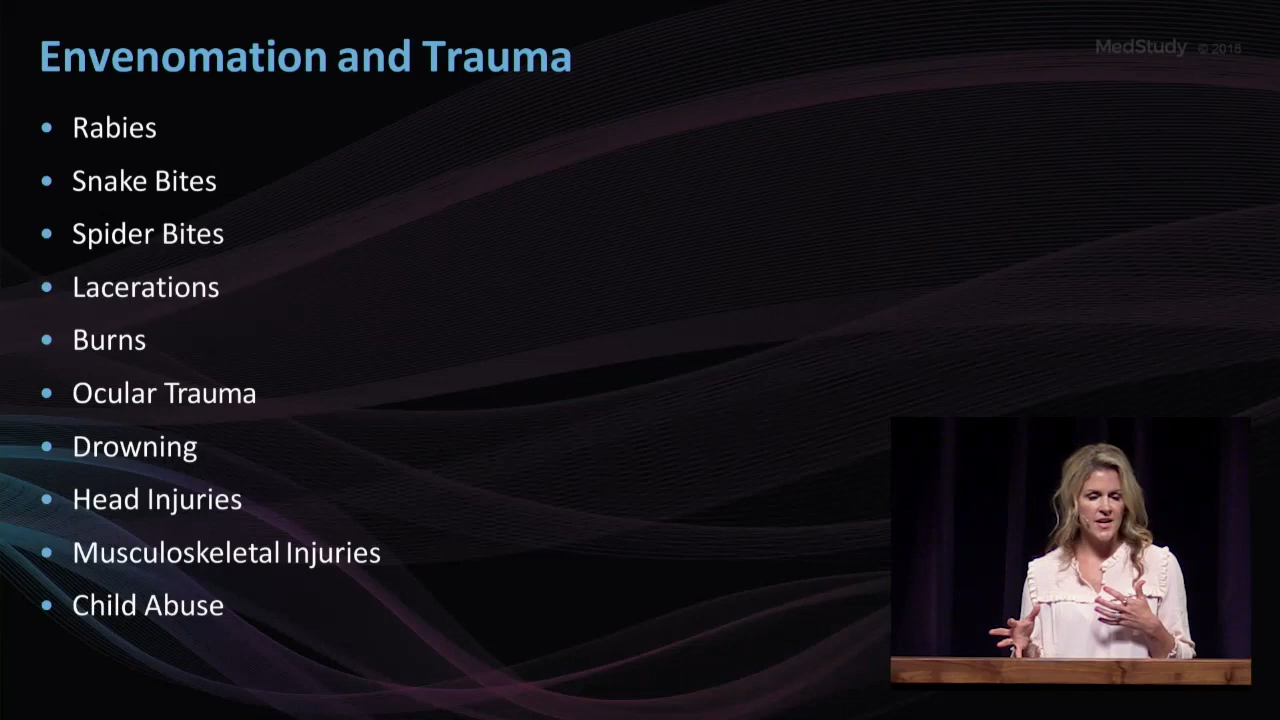 Envenomation and Trauma
MedStudy © 2018
• Rabies
• Snake Bites
• Spider Bites
• Lacerations
• Burns
• Ocular Trauma
• Drowning
• Head Injuries
• Musculoskeletal Injuries
• Child Abuse